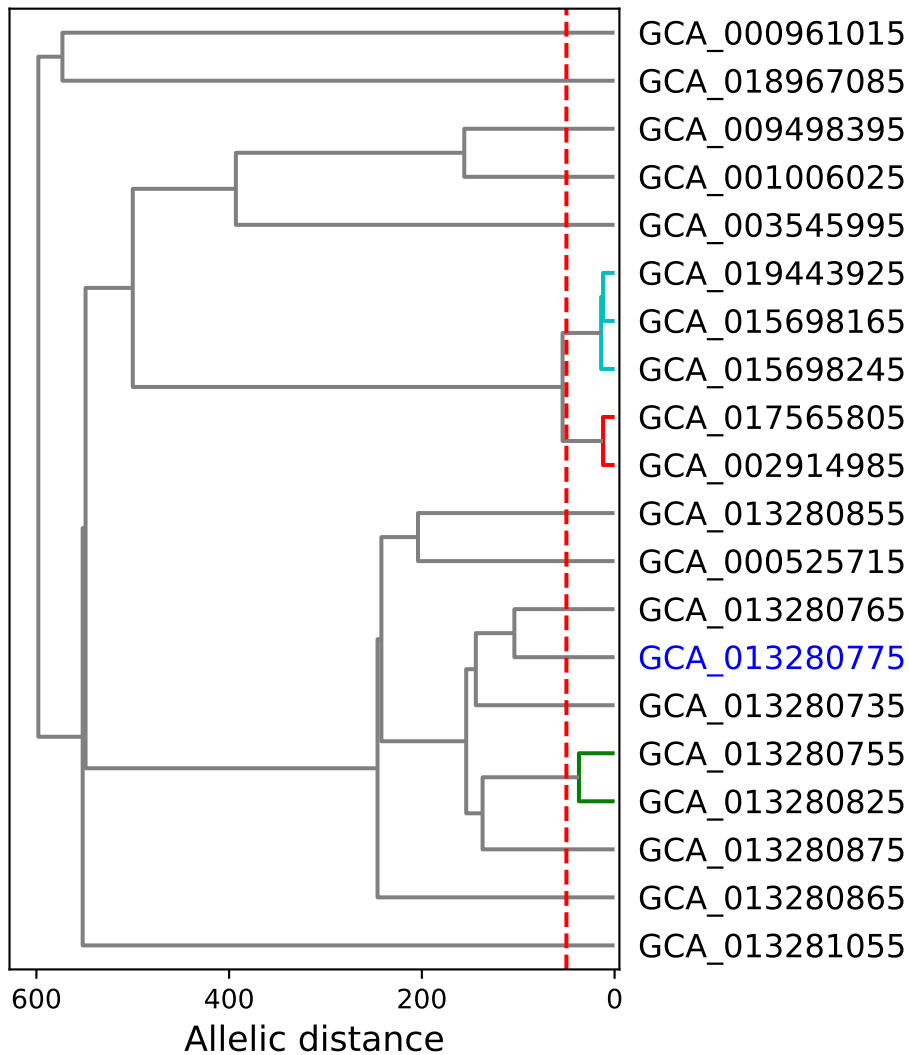 GCA_000961015
GCA_018967085
GCA_009498395
GCA_001006025
GCA_003545995
GCA_019443925
GCA_015698165
GCA_015698245
GCA_017565805
GCA_002914985
GCA_013280855
GCA_000525715
GCA_013280765
GCA_013280775
GCA_013280735
GCA_013280755
GCA_013280825
GCA_013280875
GCA_013280865
GCA_013281055
600 400 200 0
Allelic distance